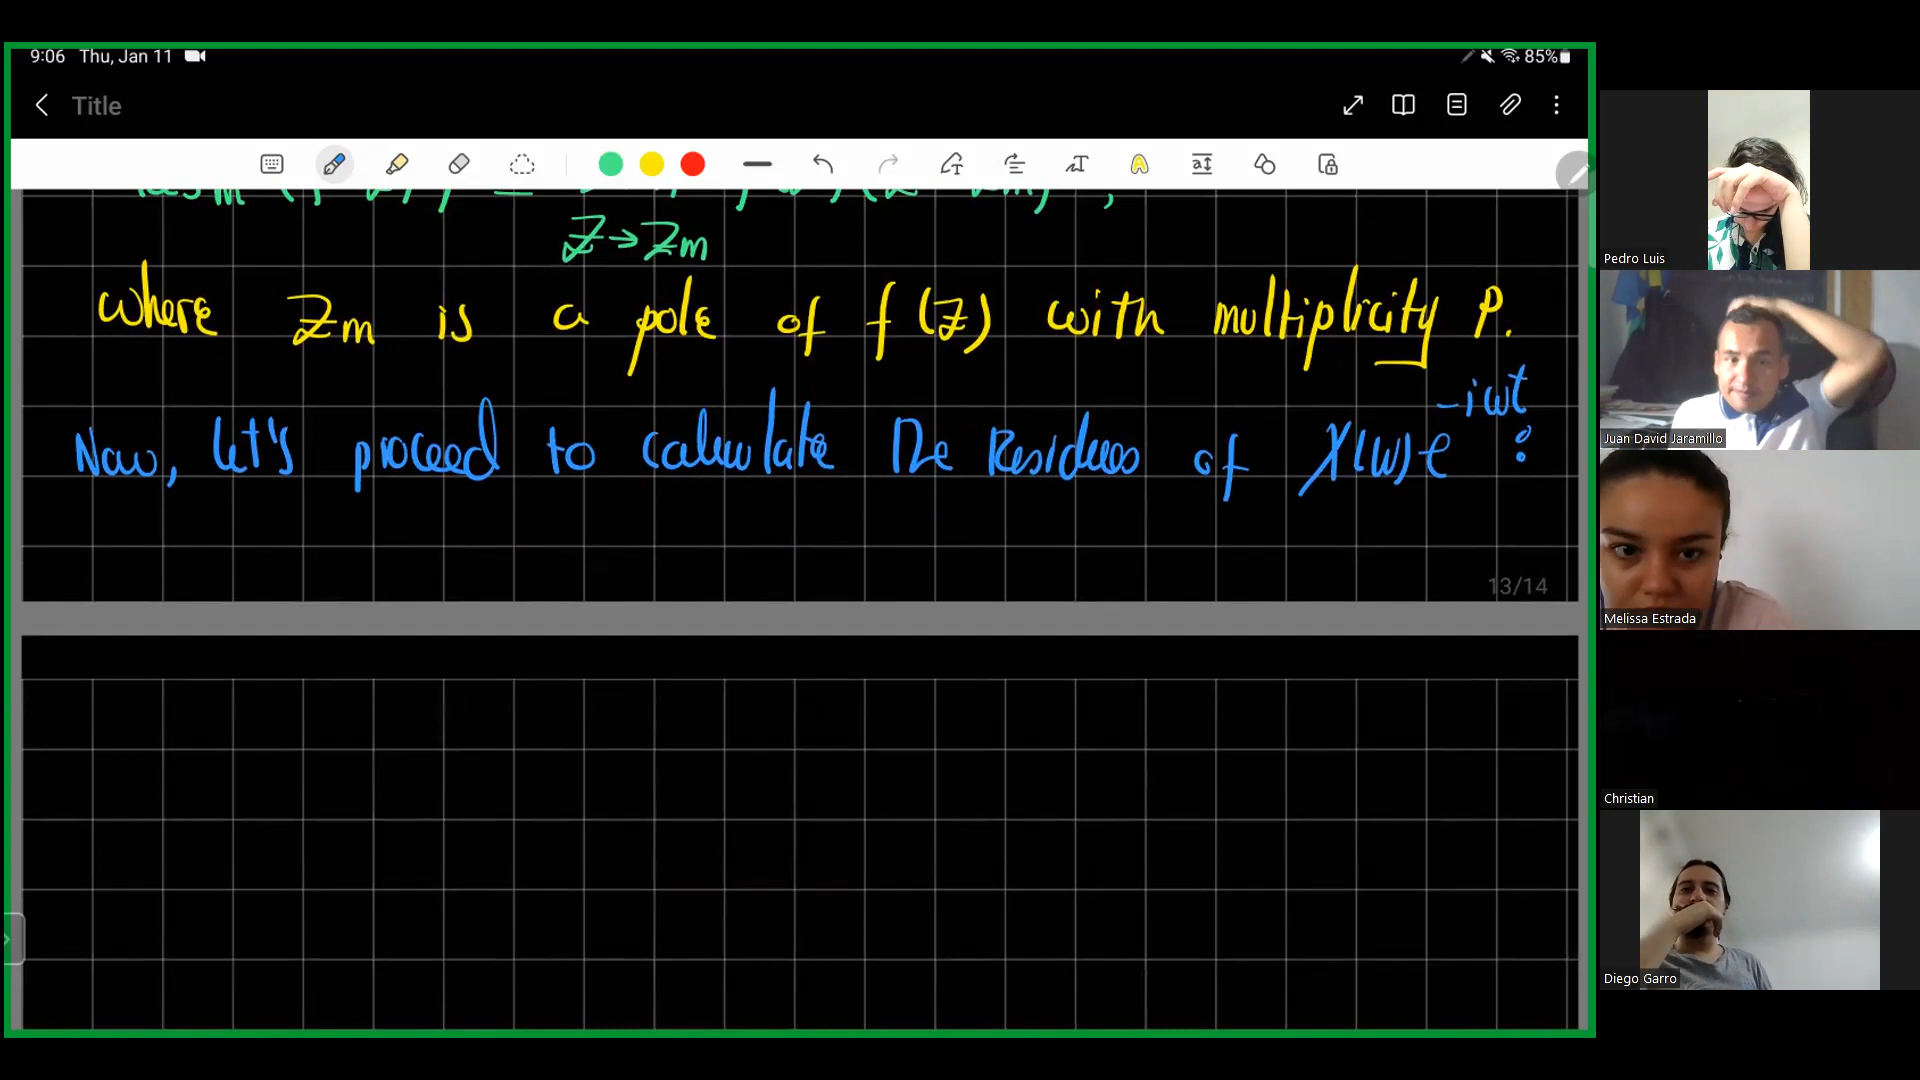 9:06 Thu, Jan 11
85%
Title
Z→Zm
where Zm is a pole of f(z) with multiplicity P.
Now, let's proceed to calculate the Residues of X(w)e^-iwt :
13/14
Pedro Luis
Juan David Jaramillo
Melissa Estrada
Christian
Diego Garro